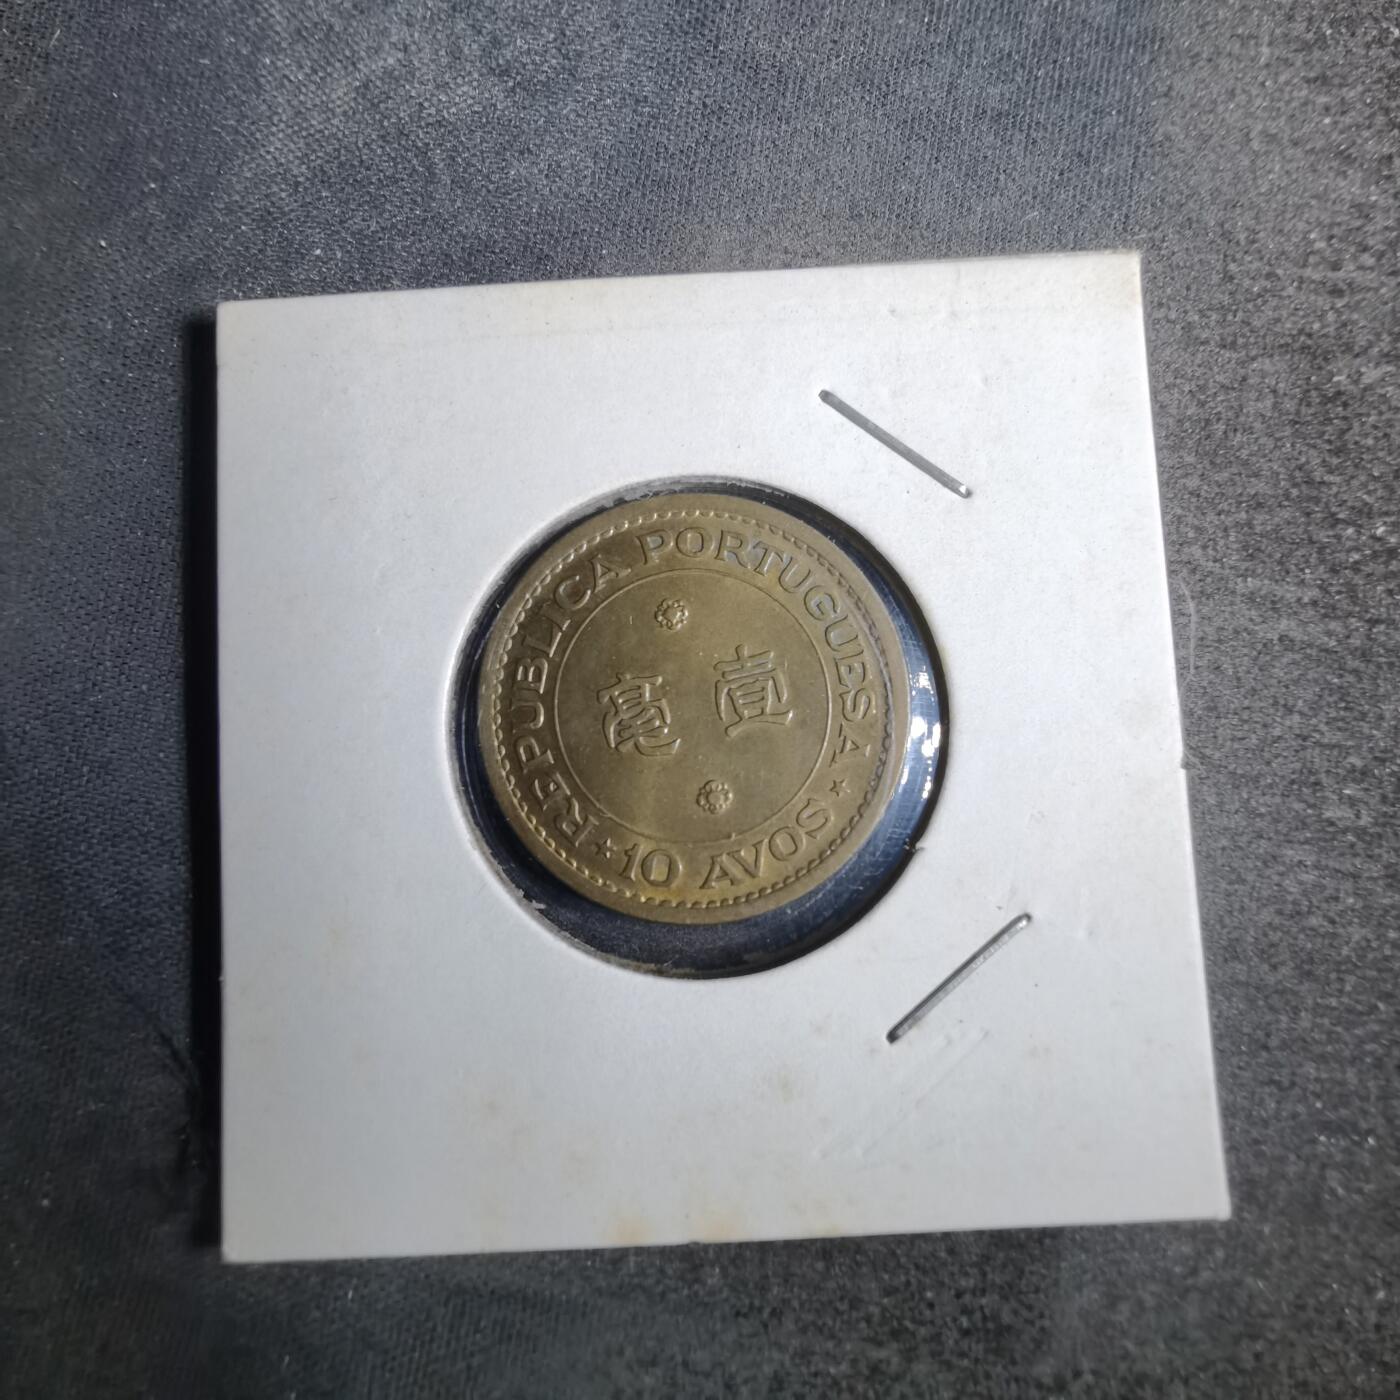 REPUBLICA PORTUGUESA
壹毫
★ 10 AVOS ★